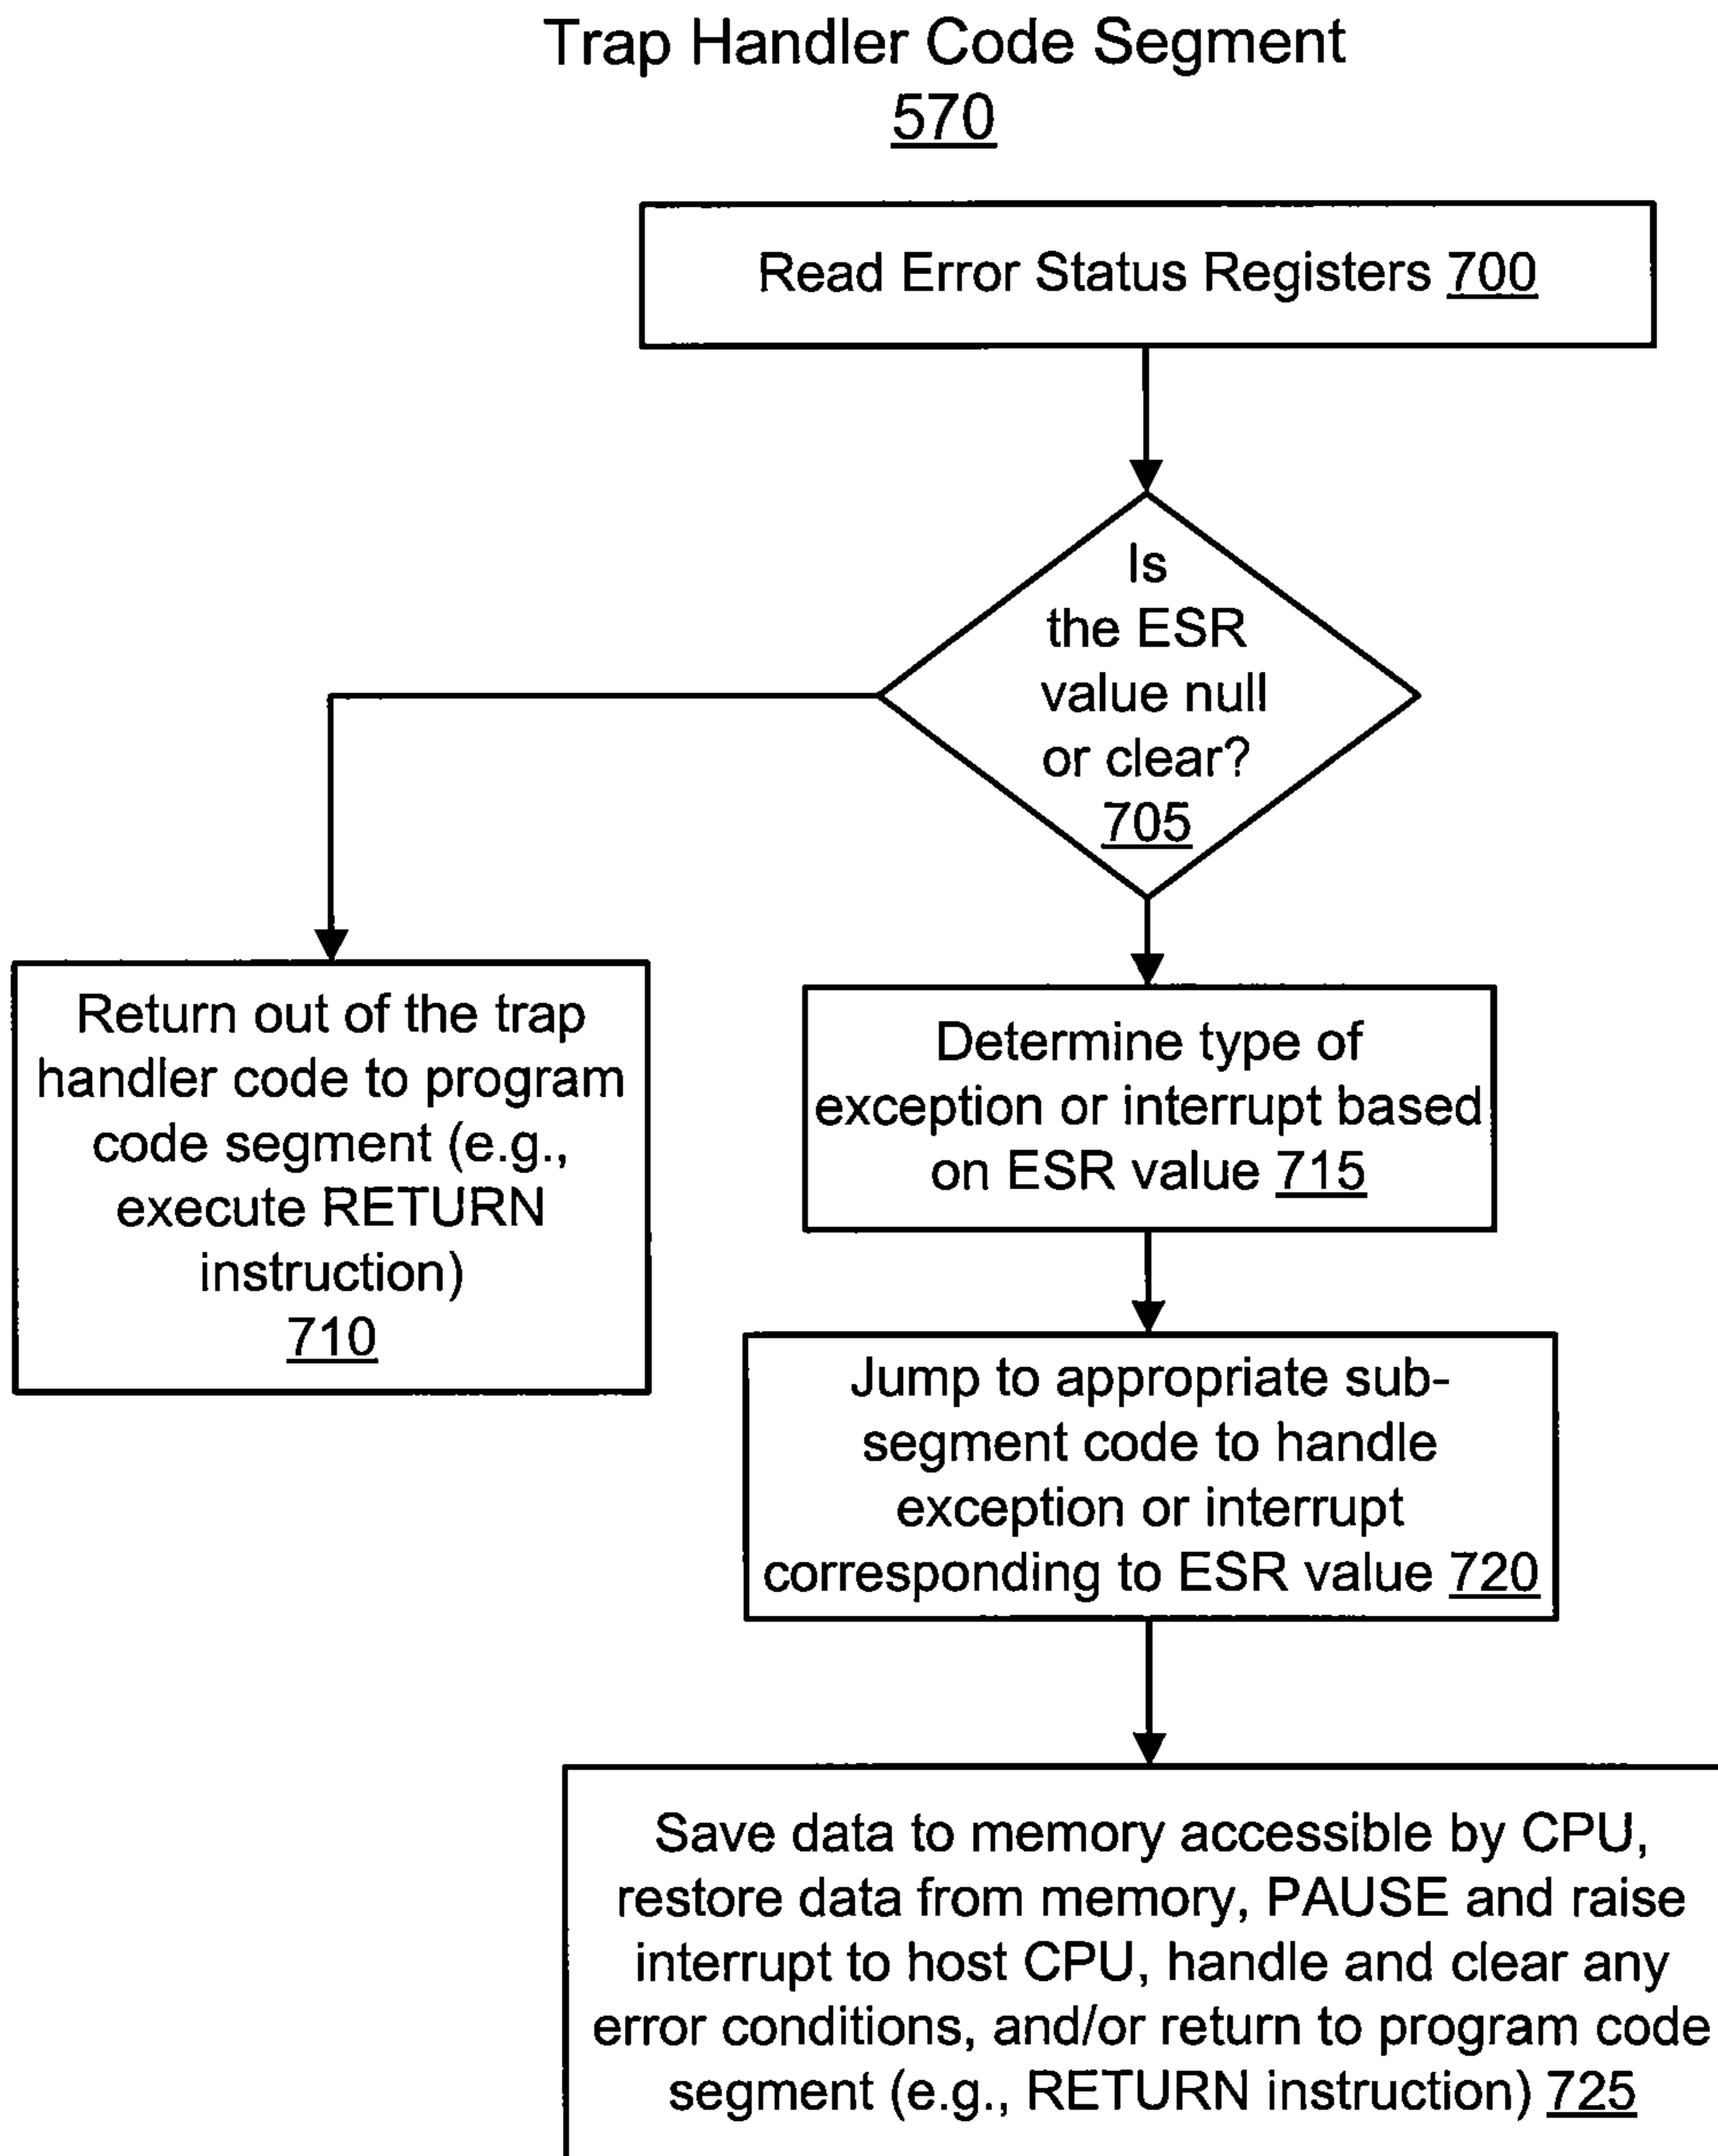 Trap Handler Code Segment
570
Read Error Status Registers 700
Is
the ESR
value null
or clear?
705
Return out of the trap
handler code to program
code segment (e.g.,
execute RETURN
instruction)
710
Determine type of
exception or interrupt based
on ESR value 715
Jump to appropriate sub-
segment code to handle
exception or interrupt
corresponding to ESR value 720
Save data to memory accessible by CPU,
restore data from memory, PAUSE and raise
interrupt to host CPU, handle and clear any
error conditions, and/or return to program code
segment (e.g., RETURN instruction) 725